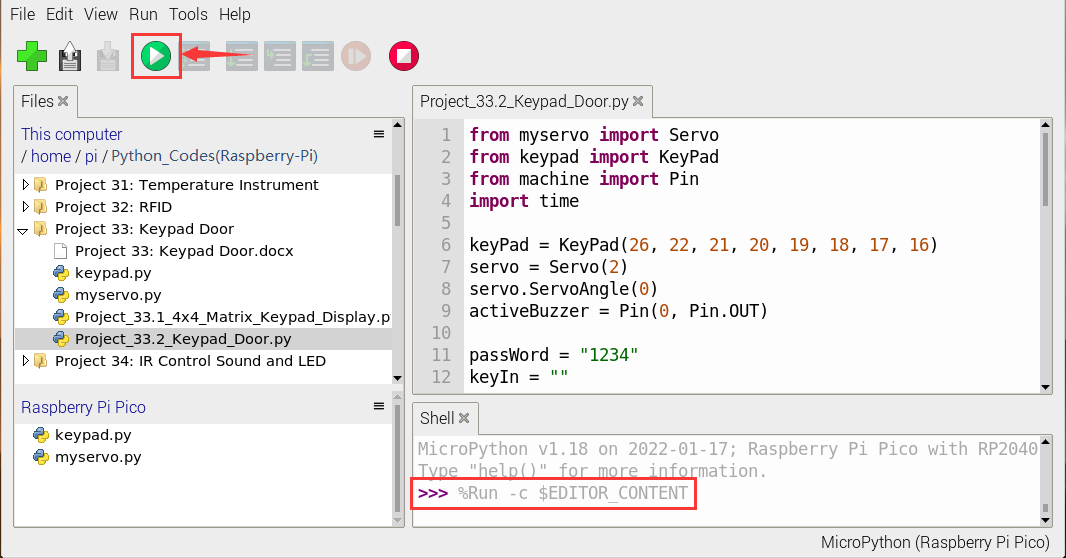 File Edit View Run Tools Help
Files
This computer
/ home / pi / Python_Codes(Raspberry-Pi)
Project 31: Temperature Instrument
Project 32: RFID
Project 33: Keypad Door
Project 33: Keypad Door.docx
keypad.py
myservo.py
Project_33.1_4x4_Matrix_Keypad_Display.p
Project_33.2_Keypad_Door.py
Project 34: IR Control Sound and LED
Raspberry Pi Pico
keypad.py
myservo.py
Project_33.2_Keypad_Door.py
1 from myservo import Servo
2 from keypad import KeyPad
3 from machine import Pin
4 import time
5
6 keyPad = KeyPad(26, 22, 21, 20, 19, 18, 17, 16)
7 servo = Servo(2)
8 servo.ServoAngle(0)
9 activeBuzzer = Pin(0, Pin.OUT)
10
11 passWord = "1234"
12 keyIn = ""
Shell
MicroPython v1.18 on 2022-01-17; Raspberry Pi Pico with RP2040
Type "help()" for more information.
>>> %Run -c $EDITOR_CONTENT
MicroPython (Raspberry Pi Pico)